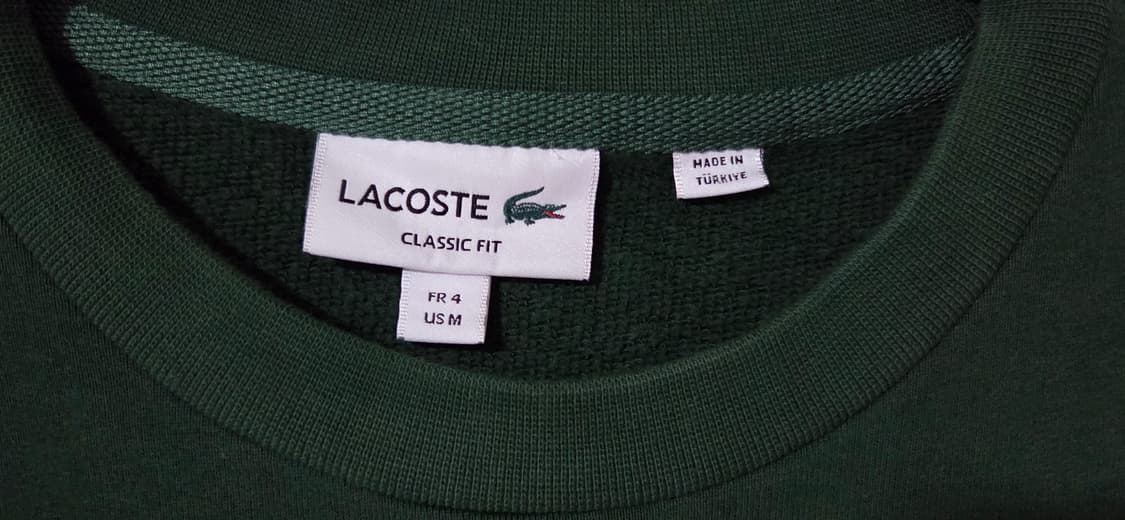 LACOSTE
CLASSIC FIT
FR 4
US M
MADE IN
TÜRKIYE